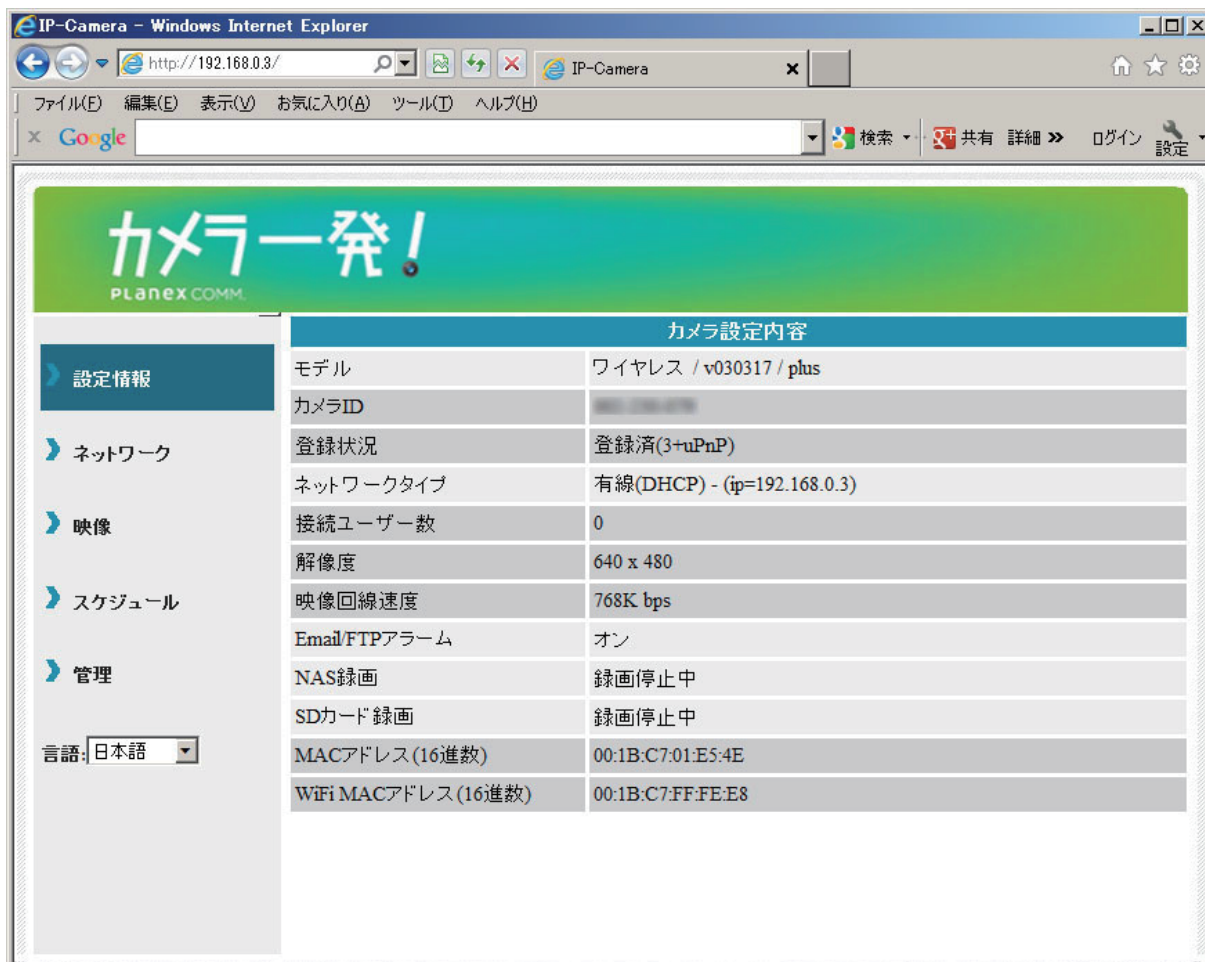 IP-Camera - Windows Internet Explorer
http://192.168.0.3/
IP-Camera
ファイル(F) 編集(E) 表示(V) お気に入り(A) ツール(T) ヘルプ(H)
Google 検索 共有 詳細 ログイン 設定
カメラ一発!
PLANEX COMM.
カメラ設定内容
設定情報
ネットワーク
映像
スケジュール
管理
言語: 日本語
モデル ワイヤレス / v030317 / plus
カメラID
登録状況 登録済(3+uPnP)
ネットワークタイプ 有線(DHCP) - (ip=192.168.0.3)
接続ユーザー数 0
解像度 640 x 480
映像回線速度 768K bps
Email/FTPアラーム オン
NAS録画 録画停止中
SDカード録画 録画停止中
MACアドレス(16進数) 00:1B:C7:01:E5:4E
WiFi MACアドレス(16進数) 00:1B:C7:FF:FE:E8